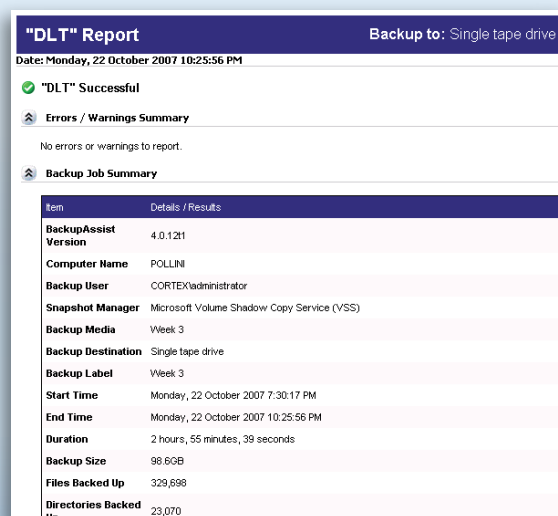 "DLT" Report
Backup to: Single tape drive
Date: Monday, 22 October 2007 10:25:56 PM
"DLT" Successful
Errors / Warnings Summary
No errors or warnings to report.
Backup Job Summary
Item Details / Results
BackupAssist
Version 4.0.12t1
Computer Name POLLINI
Backup User CORTEX\administrator
Snapshot Manager Microsoft Volume Shadow Copy Service (VSS)
Backup Media Week 3
Backup Destination Single tape drive
Backup Label Week 3
Start Time Monday, 22 October 2007 7:30:17 PM
End Time Monday, 22 October 2007 10:25:56 PM
Duration 2 hours, 55 minutes, 39 seconds
Backup Size 98.6GB
Files Backed Up 329,698
Directories Backed
Up 23,070